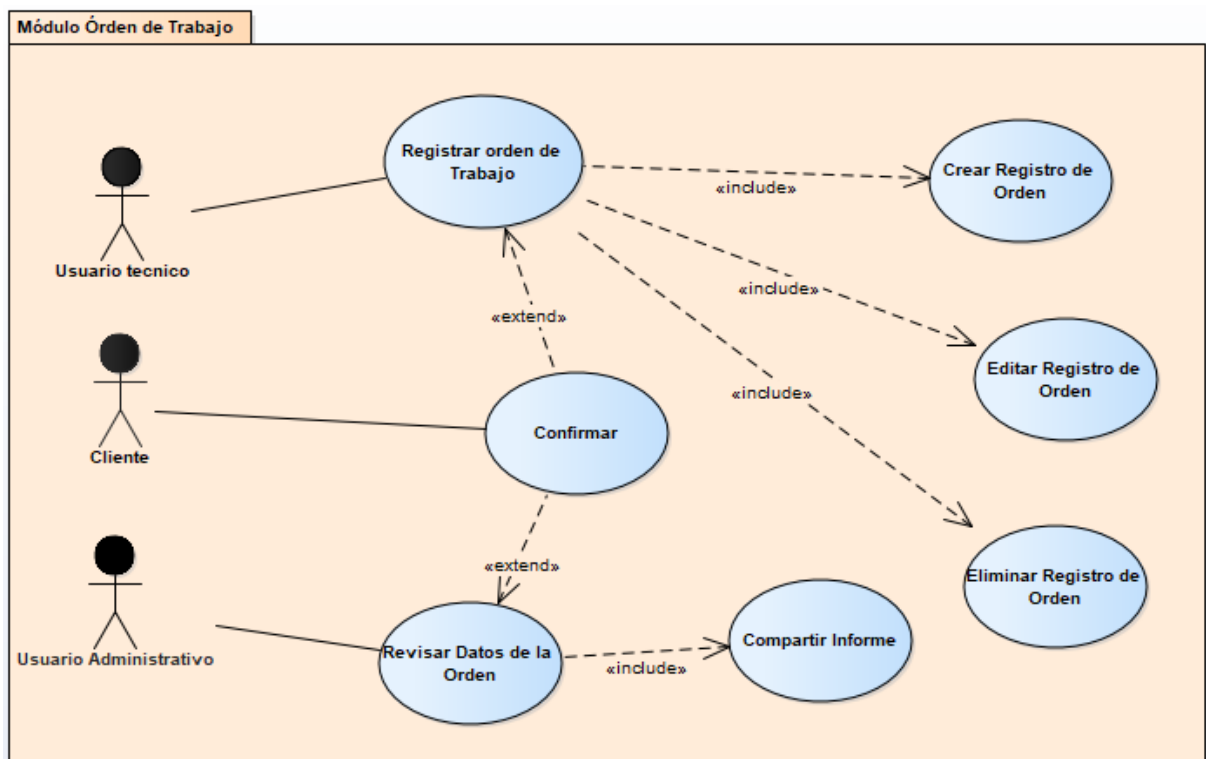 Módulo Órden de Trabajo
Registrar orden de
Trabajo
«include»
Crear Registro de
Orden
Usuario tecnico
«include»
«extend»
Editar Registro de
Orden
«include»
Confirmar
Cliente
«extend»
Eliminar Registro de
Orden
Usuario Administrativo
Revisar Datos de la
Orden
«include»
Compartir Informe